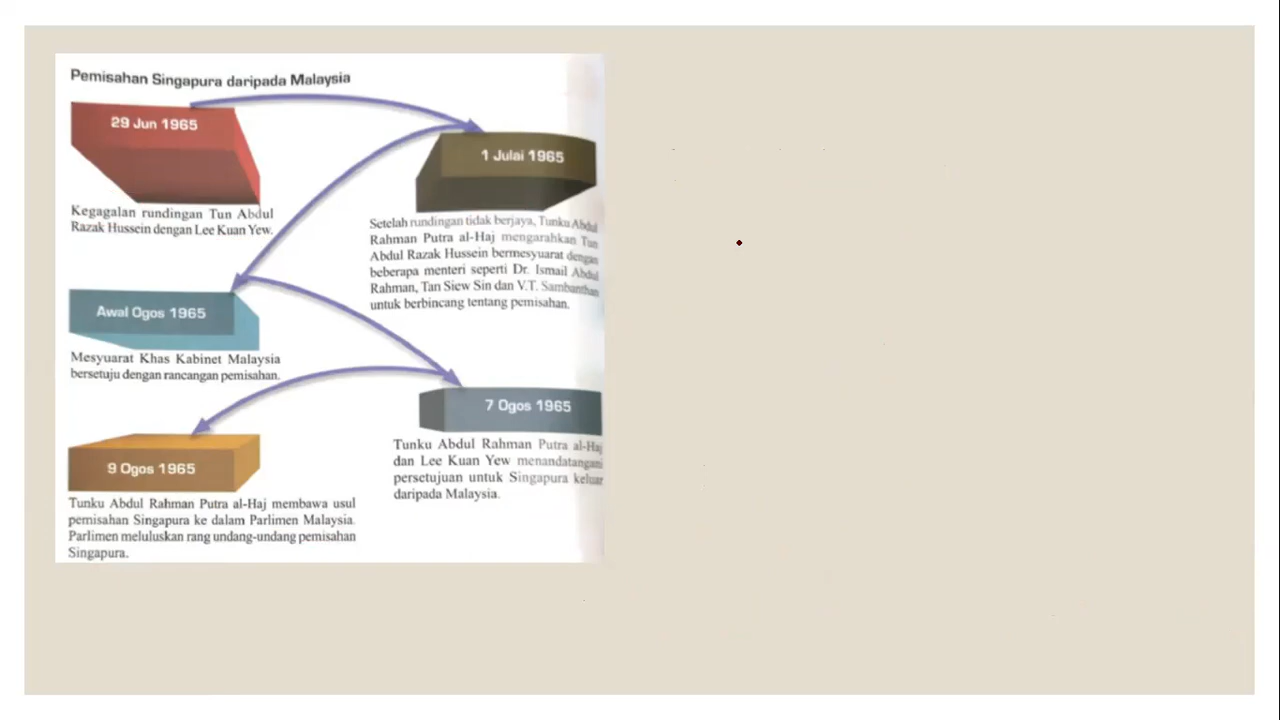 Pemisahan Singapura daripada Malaysia
29 Jun 1965
Kegagalan rundingan Tun Abdul
Razak Hussein dengan Lee Kuan Yew.
1 Julai 1965
Setelah rundingan tidak berjaya, Tunku Abdul
Rahman Putra al-Haj mengarahkan Tun
Abdul Razak Hussein bermesyuarat dengan
beberapa menteri seperti Dr. Ismail Abdul
Rahman, Tan Siew Sin dan V.T. Sambanthan
untuk berbincang tentang pemisahan.
Awal Ogos 1965
Mesyuarat Khas Kabinet Malaysia
bersetuju dengan rancangan pemisahan.
7 Ogos 1965
Tunku Abdul Rahman Putra al-Haj
dan Lee Kuan Yew menandatangani
persetujuan untuk Singapura keluar
daripada Malaysia.
9 Ogos 1965
Tunku Abdul Rahman Putra al-Haj membawa usul
pemisahan Singapura ke dalam Parlimen Malaysia.
Parlimen meluluskan rang undang-undang pemisahan
Singapura.